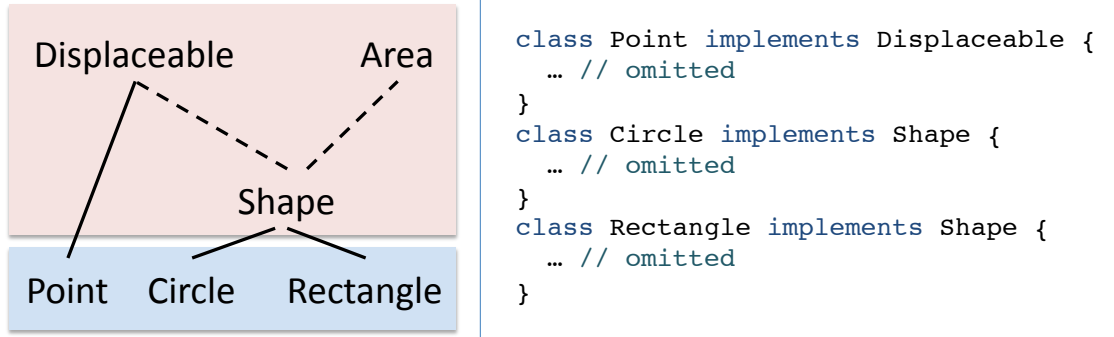 Displaceable Area
Shape
Point Circle Rectangle
class Point implements Displaceable {
… // omitted
}
class Circle implements Shape {
… // omitted
}
class Rectangle implements Shape {
… // omitted
}